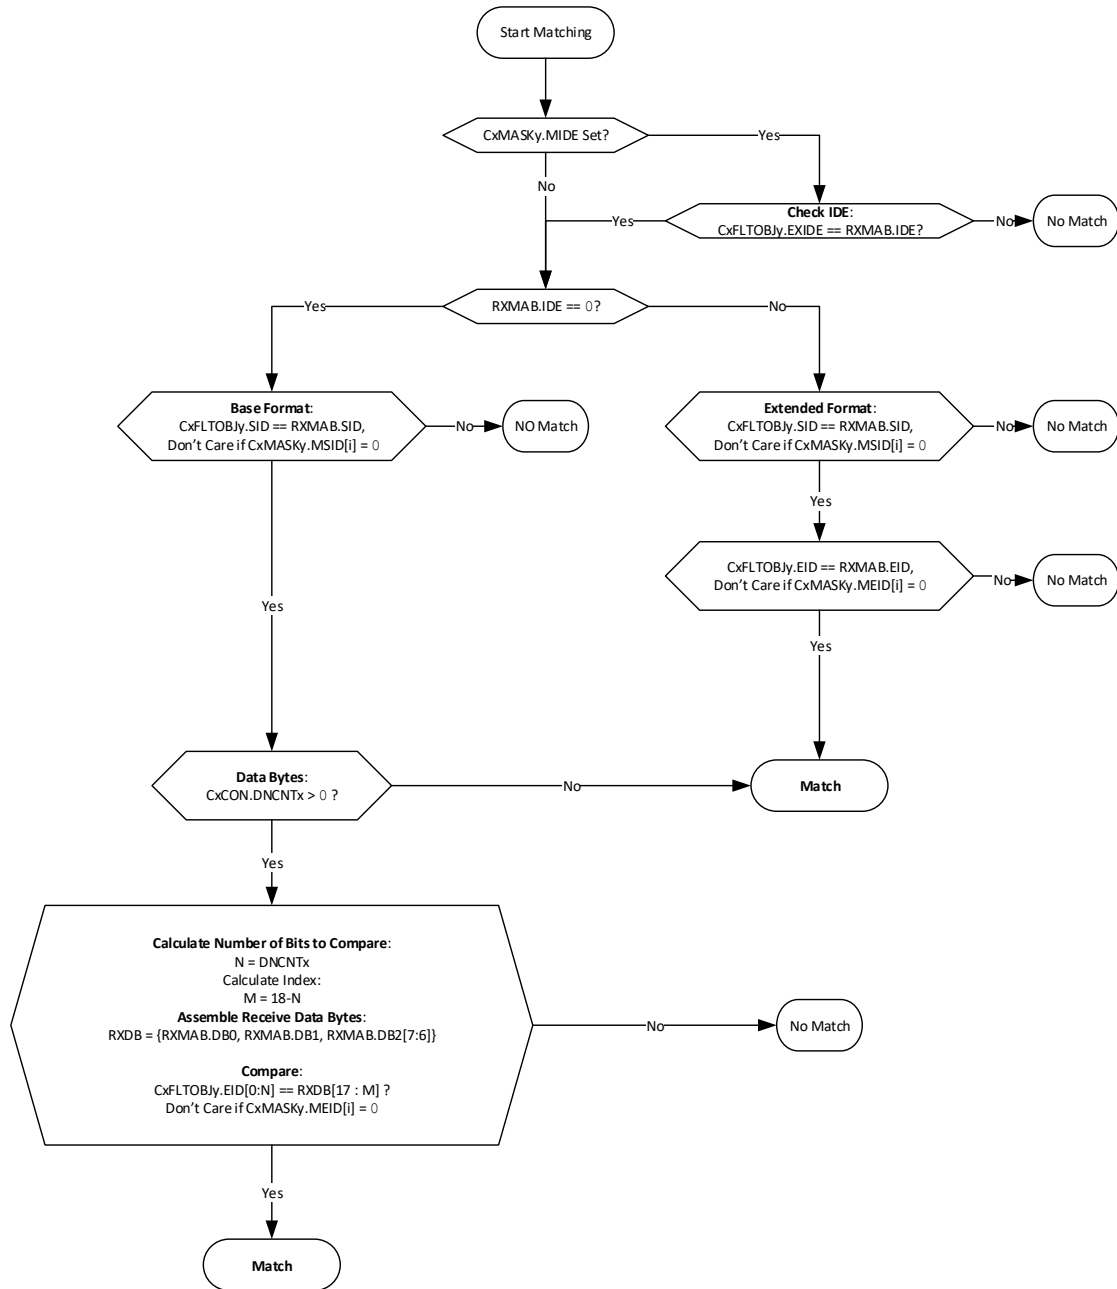 Start Matching
CxMASKy.MIDE Set?
Yes
No
Check IDE:
CxFLTOBJy.EXIDE == RXMAB.IDE?
Yes
No
No Match
RXMAB.IDE == 0?
Yes
No
Base Format:
CxFLTOBJy.SID == RXMAB.SID,
Don't Care if CxMASKy.MSID[i] = 0
No
NO Match
Extended Format:
CxFLTOBJy.SID == RXMAB.SID,
Don't Care if CxMASKy.MSID[i] = 0
No
No Match
Yes
CxFLTOBJy.EID == RXMAB.EID,
Don't Care if CxMASKy.MEID[i] = 0
No
No Match
Yes
Yes
Data Bytes:
CxCON.DNCNTx > 0 ?
No
Match
Yes
Calculate Number of Bits to Compare:
N = DNCNTx
Calculate Index:
M = 18-N
Assemble Receive Data Bytes:
RXDB = {RXMAB.DB0, RXMAB.DB1, RXMAB.DB2[7:6]}
Compare:
CxFLTOBJy.EID[0:N] == RXDB[17 : M] ?
Don't Care if CxMASKy.MEID[i] = 0
No
No Match
Yes
Match